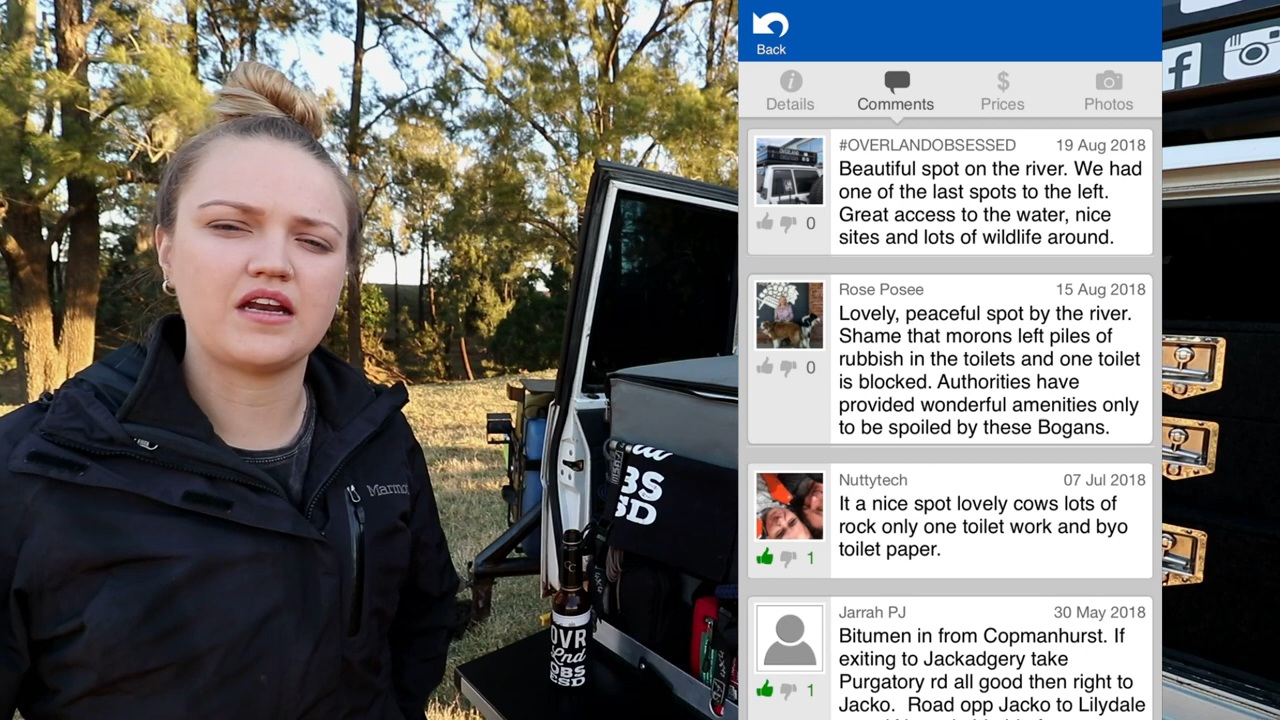 Back
Details
Comments
Prices
Photos
#OVERLANDOBSESSED 19 Aug 2018
Beautiful spot on the river. We had
one of the last spots to the left.
Great access to the water, nice
sites and lots of wildlife around.
0
Rose Posee 15 Aug 2018
Lovely, peaceful spot by the river.
Shame that morons left piles of
rubbish in the toilets and one toilet
is blocked. Authorities have
provided wonderful amenities only
to be spoiled by these Bogans.
0
Nuttytech 07 Jul 2018
It a nice spot lovely cows lots of
rock only one toilet work and byo
toilet paper.
1
Jarrah PJ 30 May 2018
Bitumen in from Copmanhurst. If
exiting to Jackadgery take
Purgatory rd all good then right to
Jacko. Road opp Jacko to Lilydale
1
OVR
Lnd
OBS
ESD